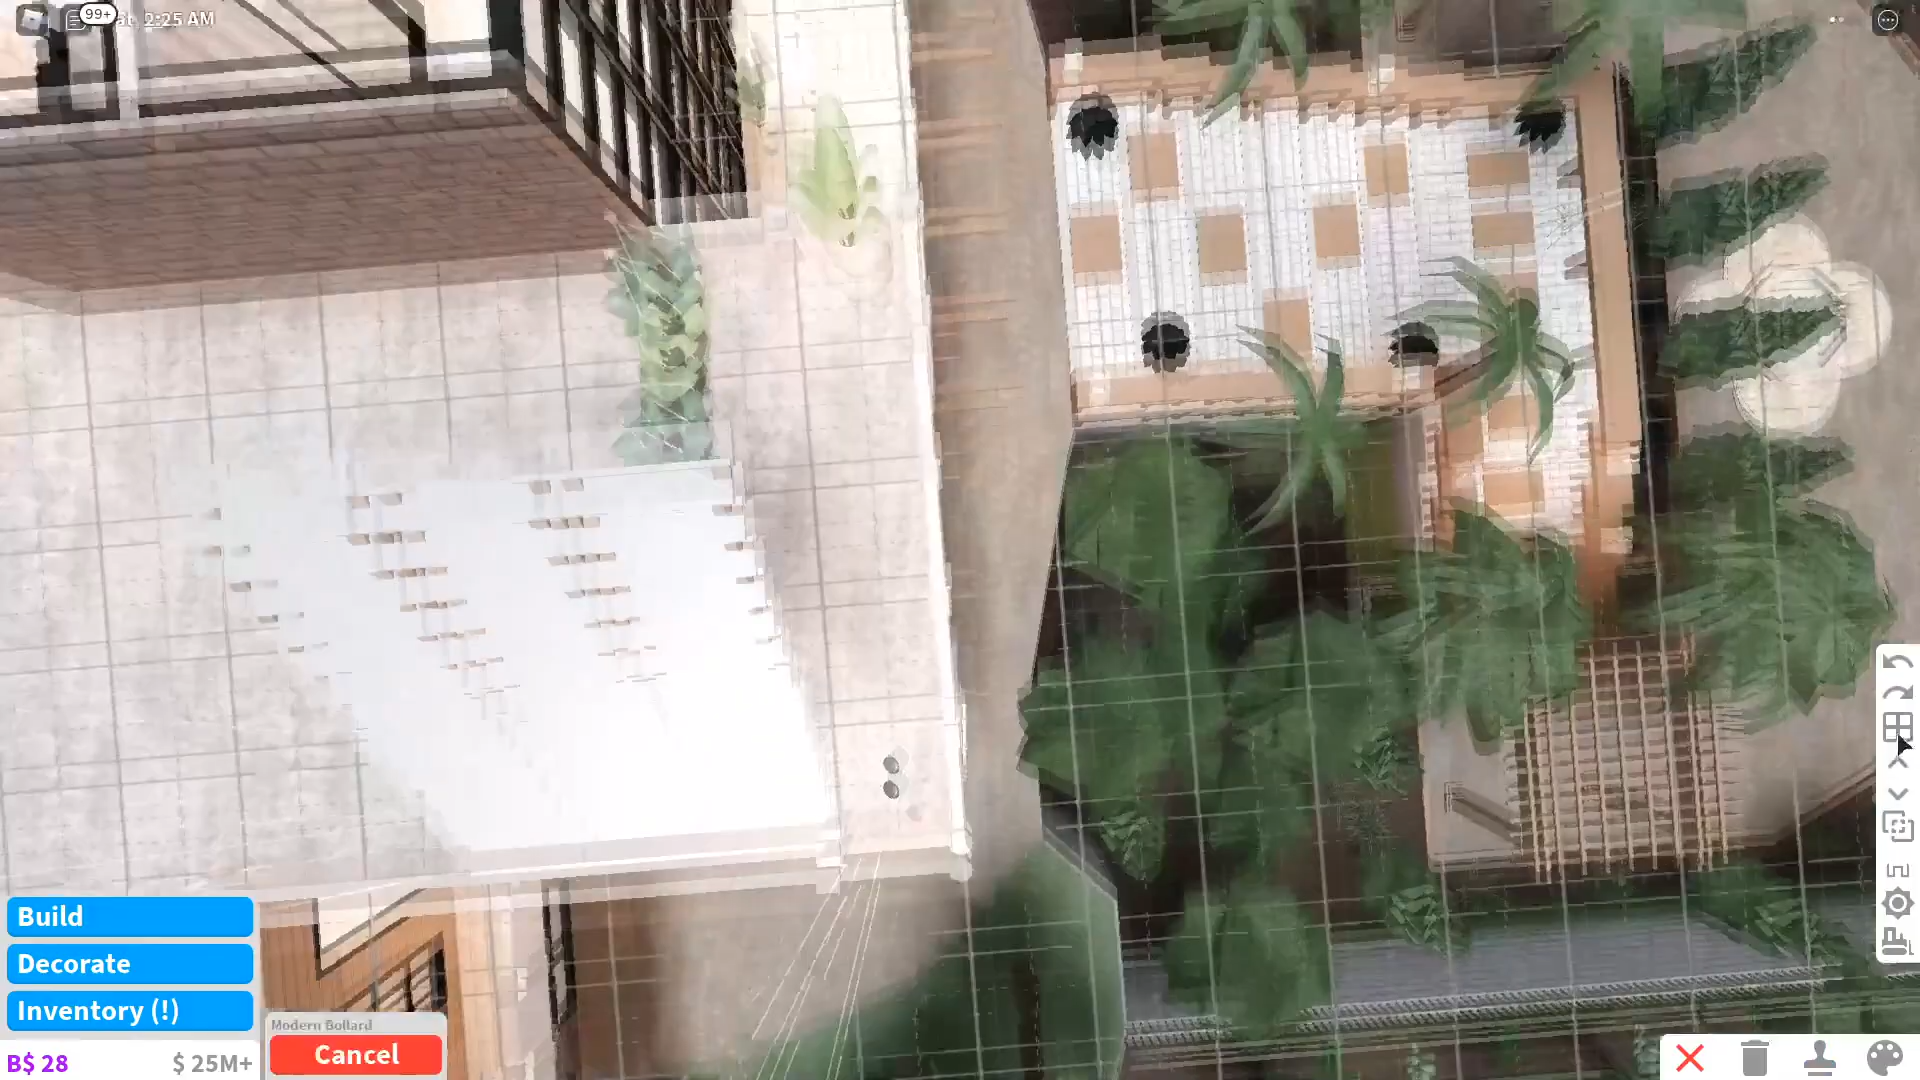 99+
2:25 AM
Build
Decorate
Inventory (!)
B$ 28
$ 25M+
Modern Bollard
Cancel